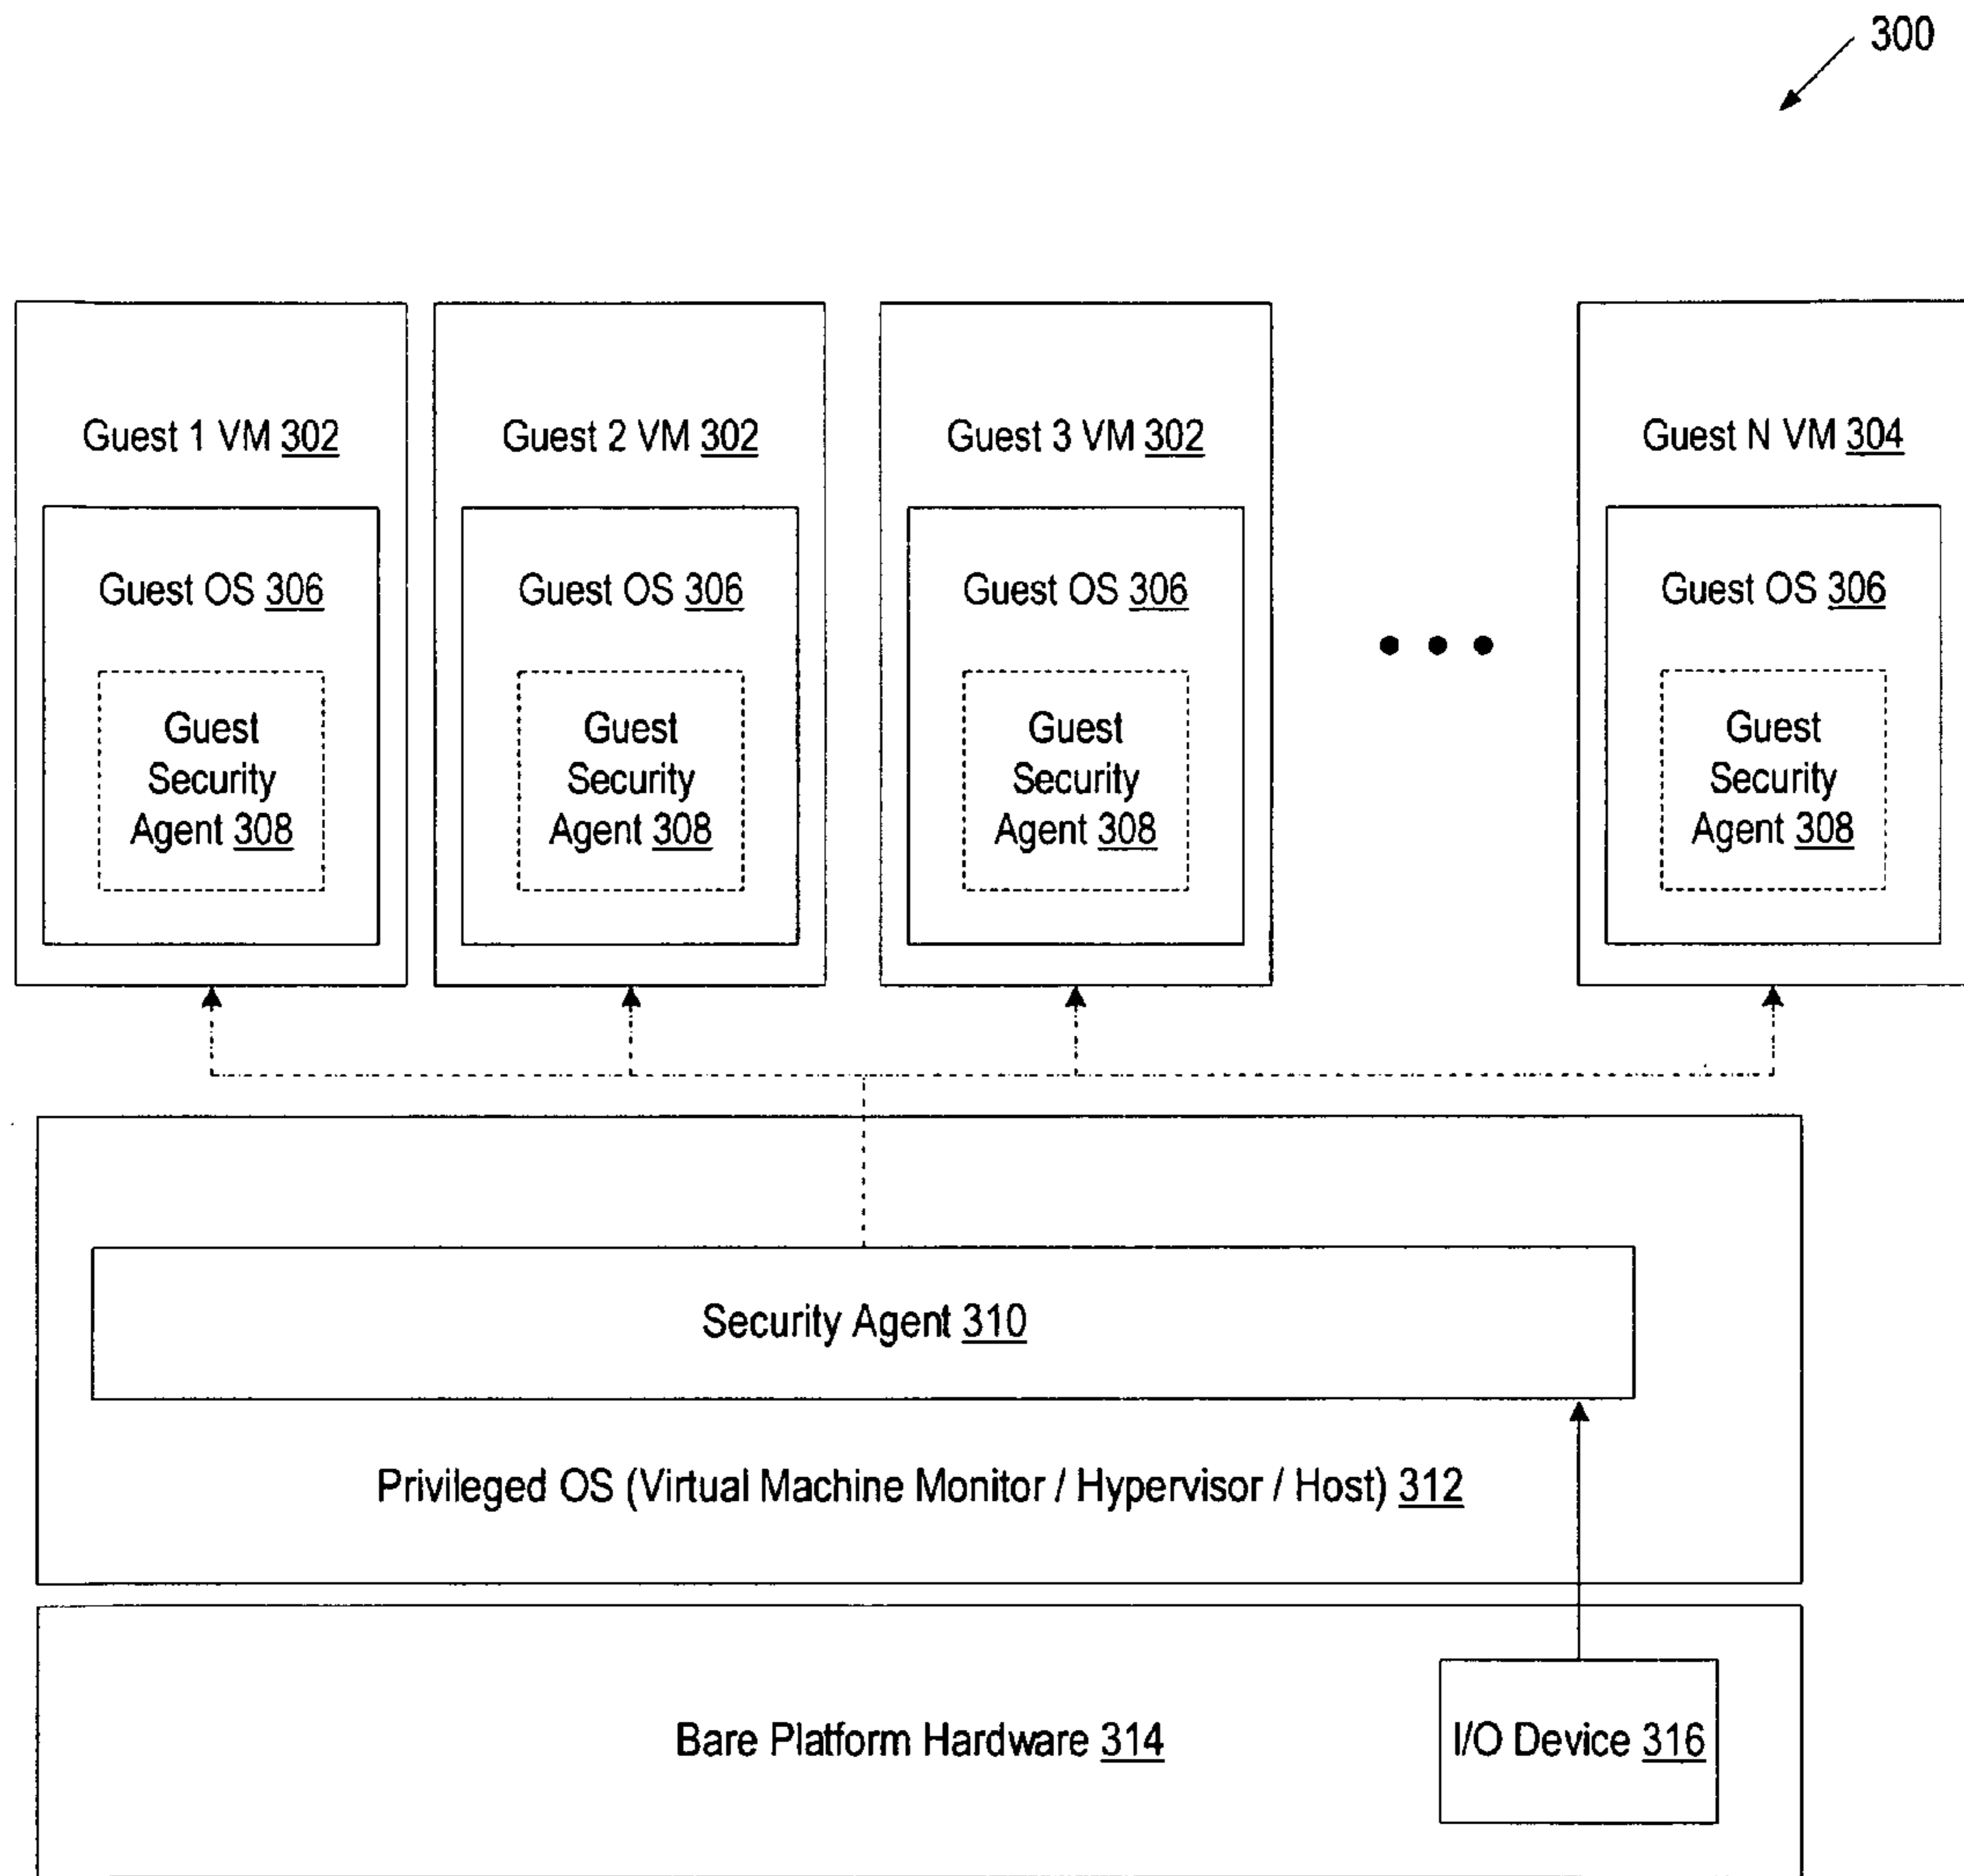 300
Guest 1 VM 302
Guest OS 306
Guest
Security
Agent 308
Guest 2 VM 302
Guest OS 306
Guest
Security
Agent 308
Guest 3 VM 302
Guest OS 306
Guest
Security
Agent 308
Guest N VM 304
Guest OS 306
Guest
Security
Agent 308
Security Agent 310
Privileged OS (Virtual Machine Monitor / Hypervisor / Host) 312
Bare Platform Hardware 314
I/O Device 316